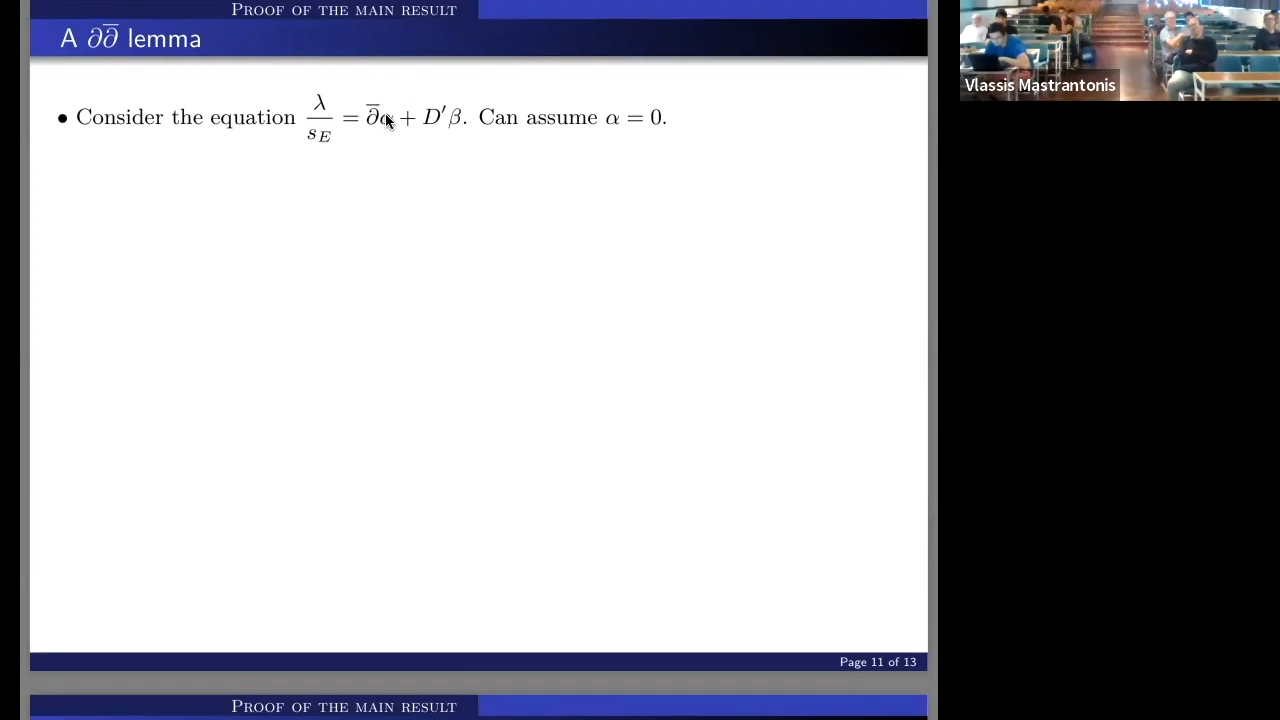 PROOF OF THE MAIN RESULT
A ∂∂̅ lemma
• Consider the equation λ/s_E = ∂̅α + D′β. Can assume α = 0.
Page 11 of 13
PROOF OF THE MAIN RESULT
Vlassis Mastrantonis